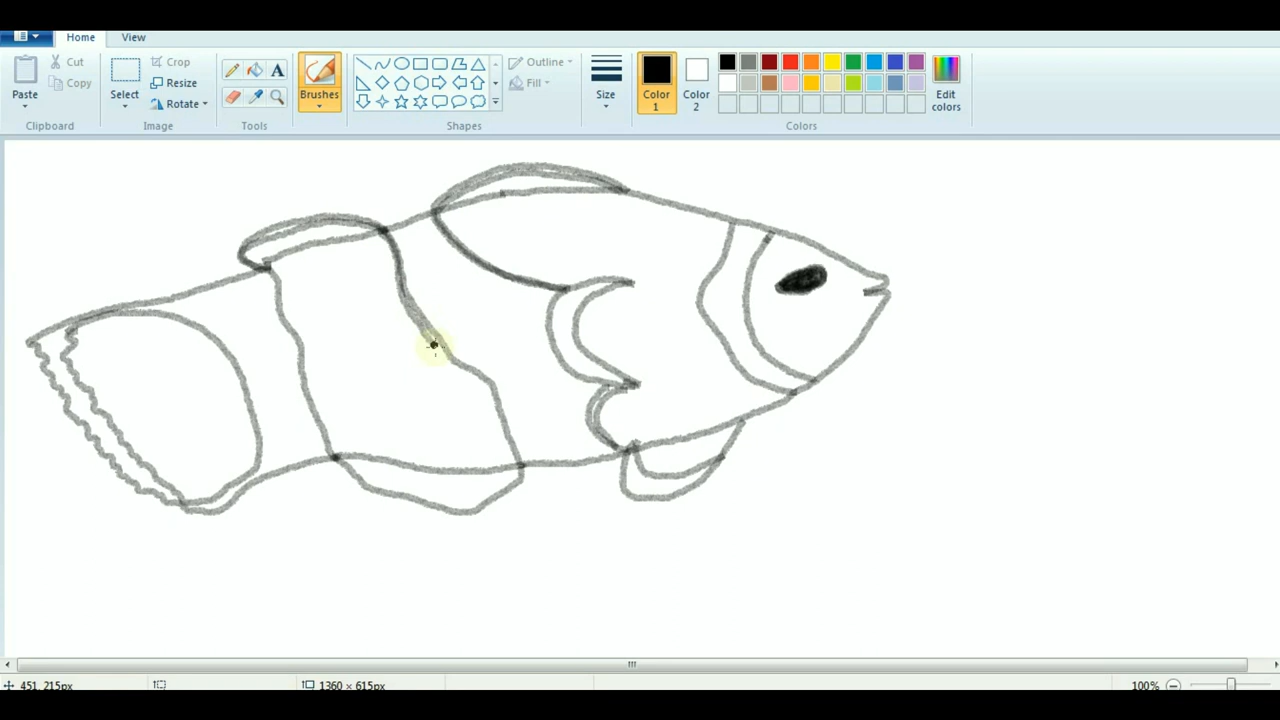 Home View
Paste Cut Copy Clipboard
Select Crop Resize Rotate Image
A Tools
Brushes
Outline Fill Shapes
Size
Color 1 Color 2 Edit colors Colors
451, 215px 1360 × 615px 100%